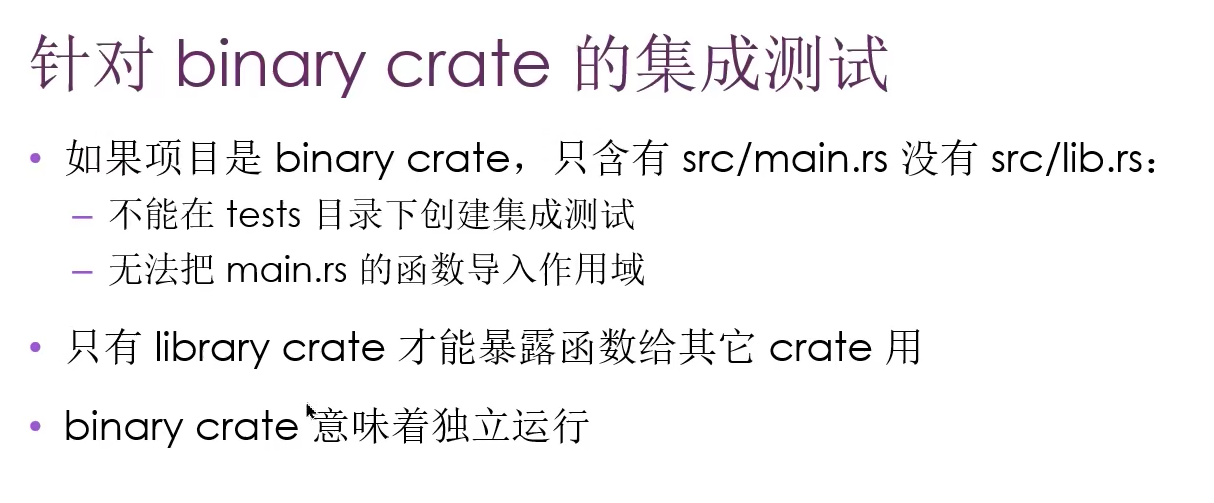 针对 binary crate 的集成测试
• 如果项目是 binary crate，只含有 src/main.rs 没有 src/lib.rs：
– 不能在 tests 目录下创建集成测试
– 无法把 main.rs 的函数导入作用域
• 只有 library crate 才能暴露函数给其它 crate 用
• binary crate 意味着独立运行